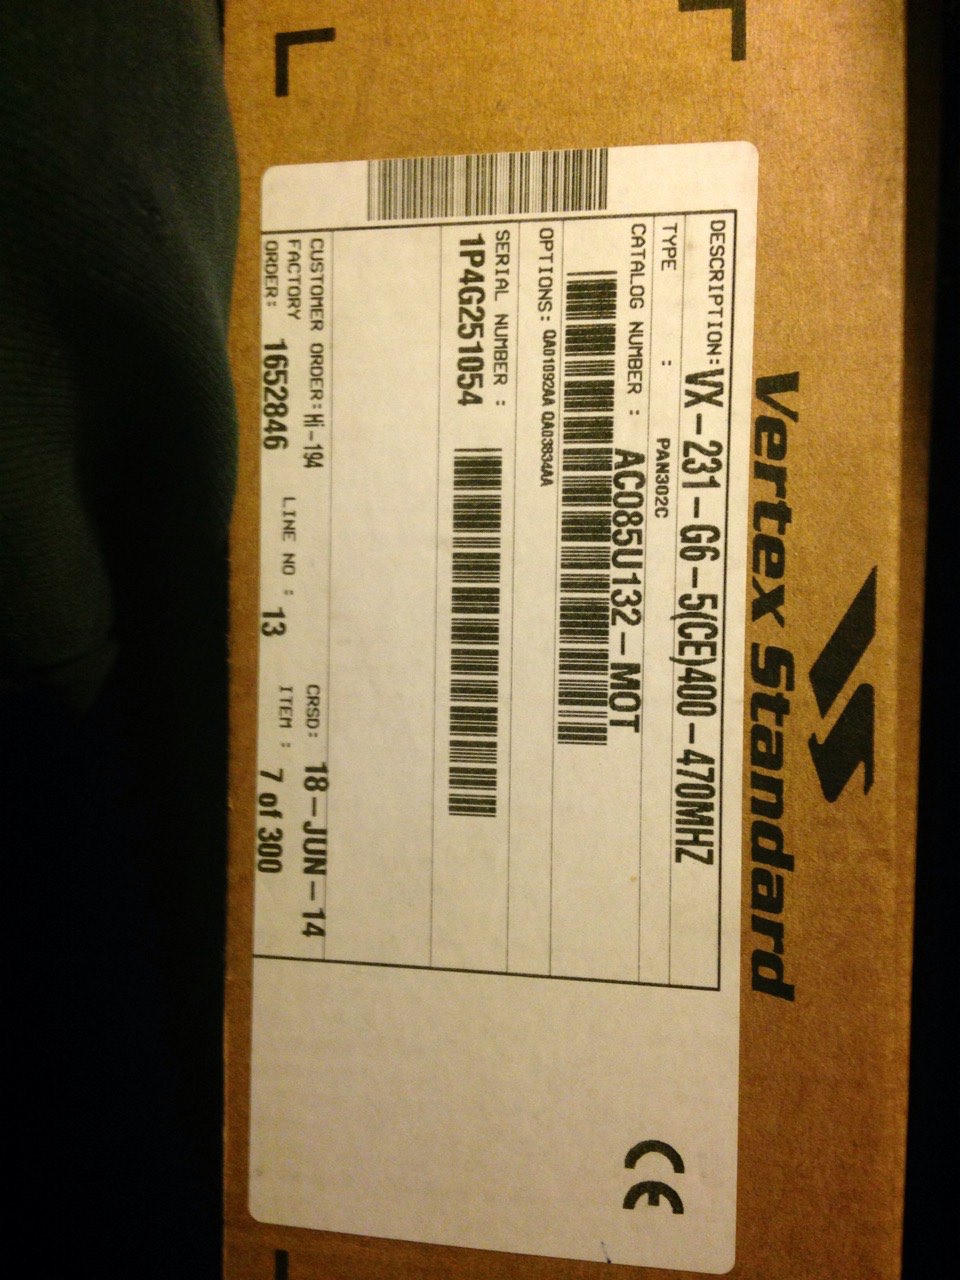 Vertex Standard
DESCRIPTION:VX-231-G6-5(CE)400-470MHZ
TYPE : PAN302C
CATALOG NUMBER : AC085U132-MOT
OPTIONS: QA01092AA QA03834AA
SERIAL NUMBER :
1P4G251054
CUSTOMER ORDER:Hi-194 CRSD: 18-JUN-14
FACTORY
ORDER: 1652846 LINE NO : 13 ITEM : 7 of 300
CE